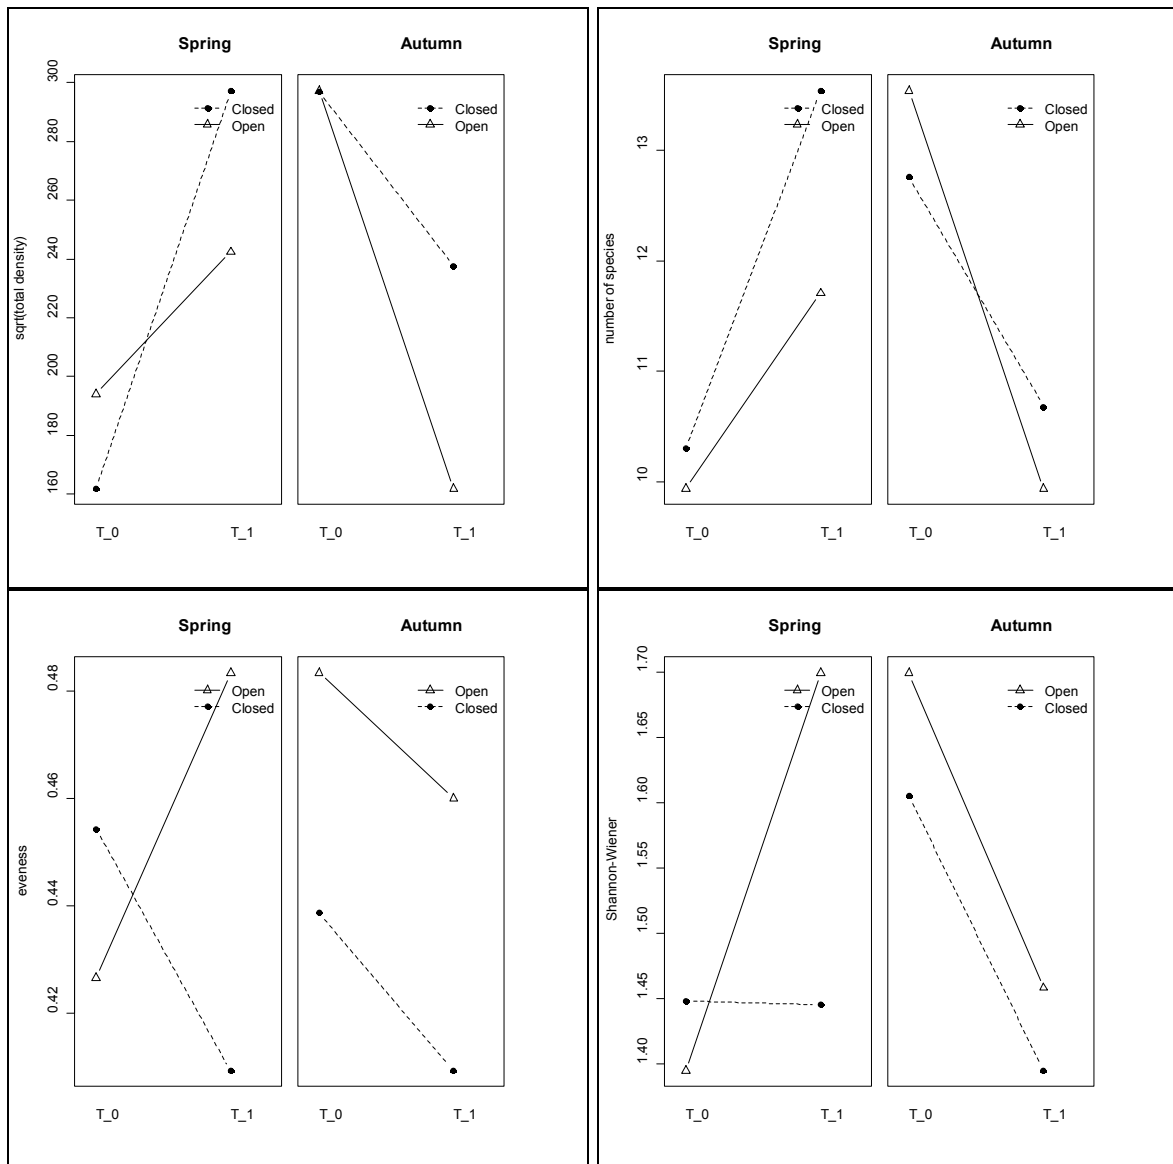 Spring Autumn
sqrt(total density)
300
280
260
240
220
200
180
160
Closed
Open
Closed
Open
T_0 T_1 T_0 T_1
Spring Autumn
number of species
13
12
11
10
Closed
Open
Closed
Open
T_0 T_1 T_0 T_1
Spring Autumn
eveness
0.48
0.46
0.44
0.42
Open
Closed
Open
Closed
T_0 T_1 T_0 T_1
Spring Autumn
Shannon-Wiener
1.70
1.65
1.60
1.55
1.50
1.45
1.40
Open
Closed
Open
Closed
T_0 T_1 T_0 T_1